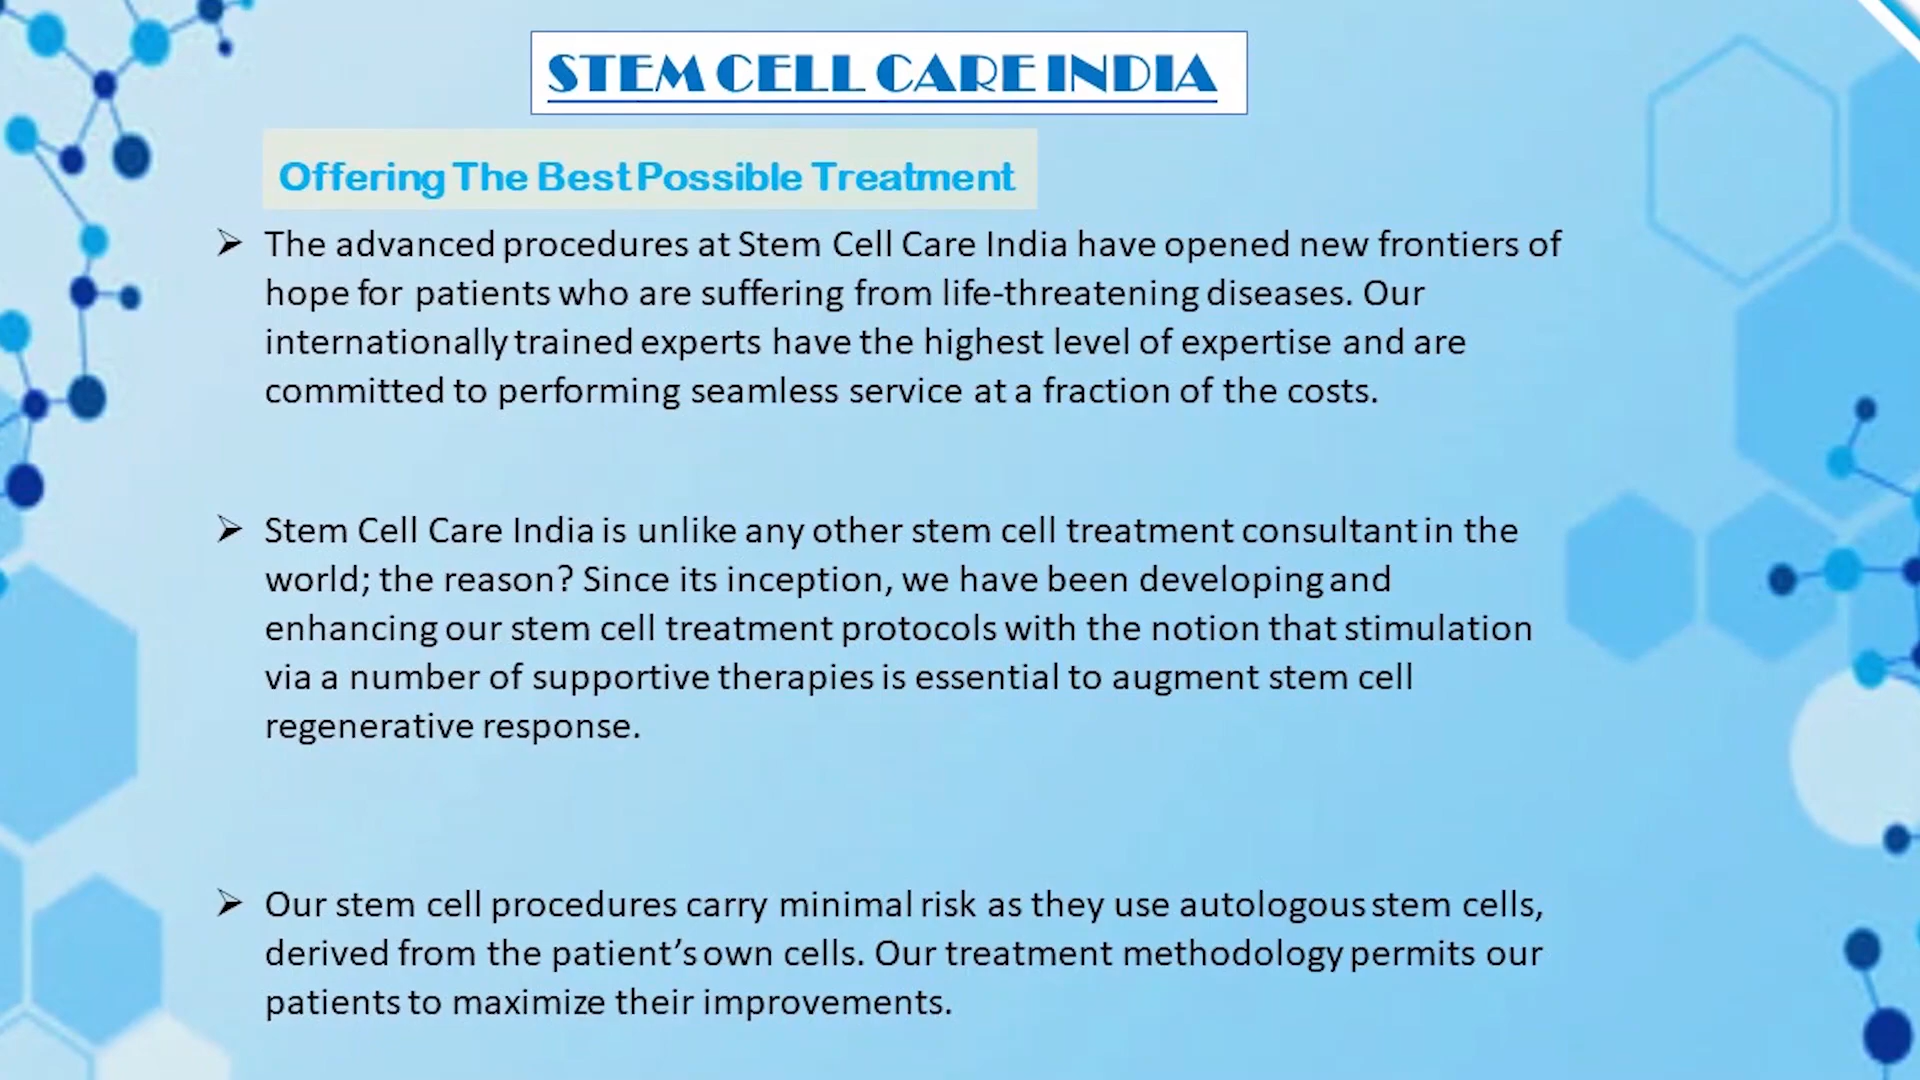 STEM CELL CARE INDIA
Offering The Best Possible Treatment
➢ The advanced procedures at Stem Cell Care India have opened new frontiers of
hope for patients who are suffering from life-threatening diseases. Our
internationally trained experts have the highest level of expertise and are
committed to performing seamless service at a fraction of the costs.
➢ Stem Cell Care India is unlike any other stem cell treatment consultant in the
world; the reason? Since its inception, we have been developing and
enhancing our stem cell treatment protocols with the notion that stimulation
via a number of supportive therapies is essential to augment stem cell
regenerative response.
➢ Our stem cell procedures carry minimal risk as they use autologous stem cells,
derived from the patient’s own cells. Our treatment methodology permits our
patients to maximize their improvements.